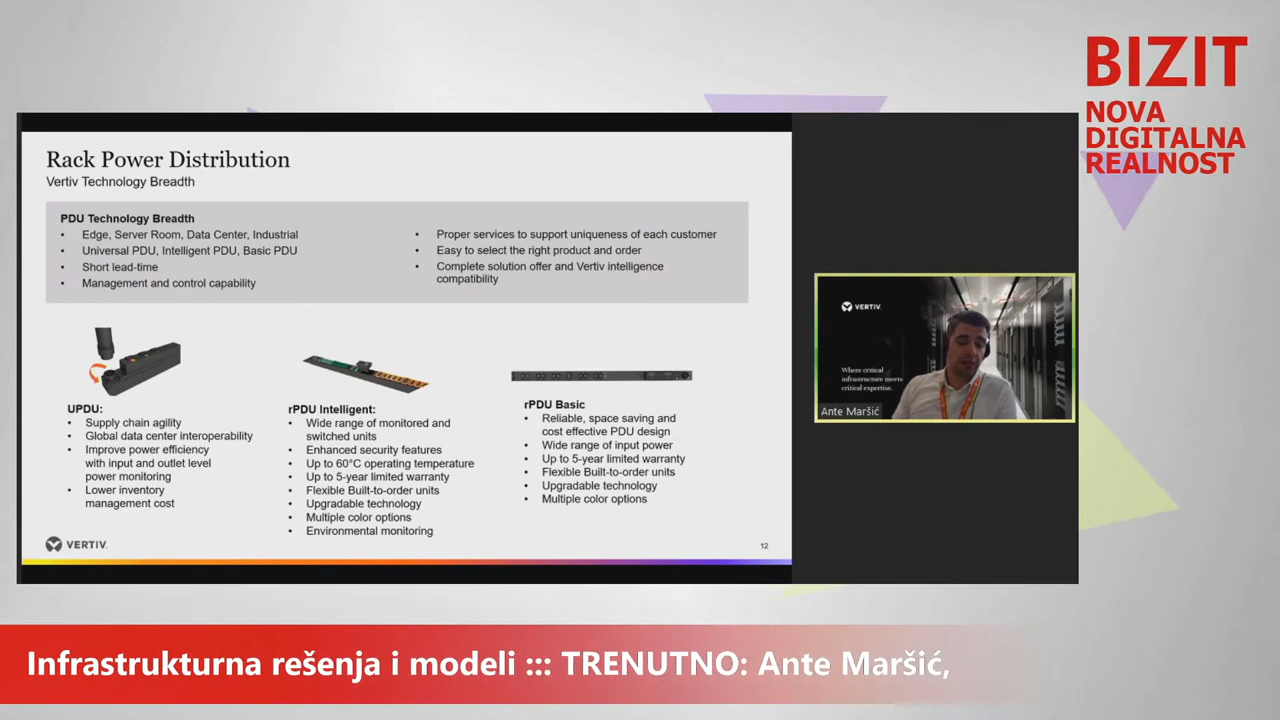 BIZIT
NOVA
DIGITALNA
REALNOST
Rack Power Distribution
Vertiv Technology Breadth
PDU Technology Breadth
• Edge, Server Room, Data Center, Industrial
• Universal PDU, Intelligent PDU, Basic PDU
• Short lead-time
• Management and control capability
• Proper services to support uniqueness of each customer
• Easy to select the right product and order
• Complete solution offer and Vertiv intelligence
compatibility
UPDU:
• Supply chain agility
• Global data center interoperability
• Improve power efficiency
with input and outlet level
power monitoring
• Lower inventory
management cost
rPDU Intelligent:
• Wide range of monitored and
switched units
• Enhanced security features
• Up to 60°C operating temperature
• Up to 5-year limited warranty
• Flexible Built-to-order units
• Upgradable technology
• Multiple color options
• Environmental monitoring
rPDU Basic
• Reliable, space saving and
cost effective PDU design
• Wide range of input power
• Up to 5-year limited warranty
• Flexible Built-to-order units
• Upgradable technology
• Multiple color options
VERTIV.
12
VERTIV.
Where critical
infrastructure meets
critical expertise.
Ante Maršić
Infrastrukturna rešenja i modeli ::: TRENUTNO: Ante Maršić,